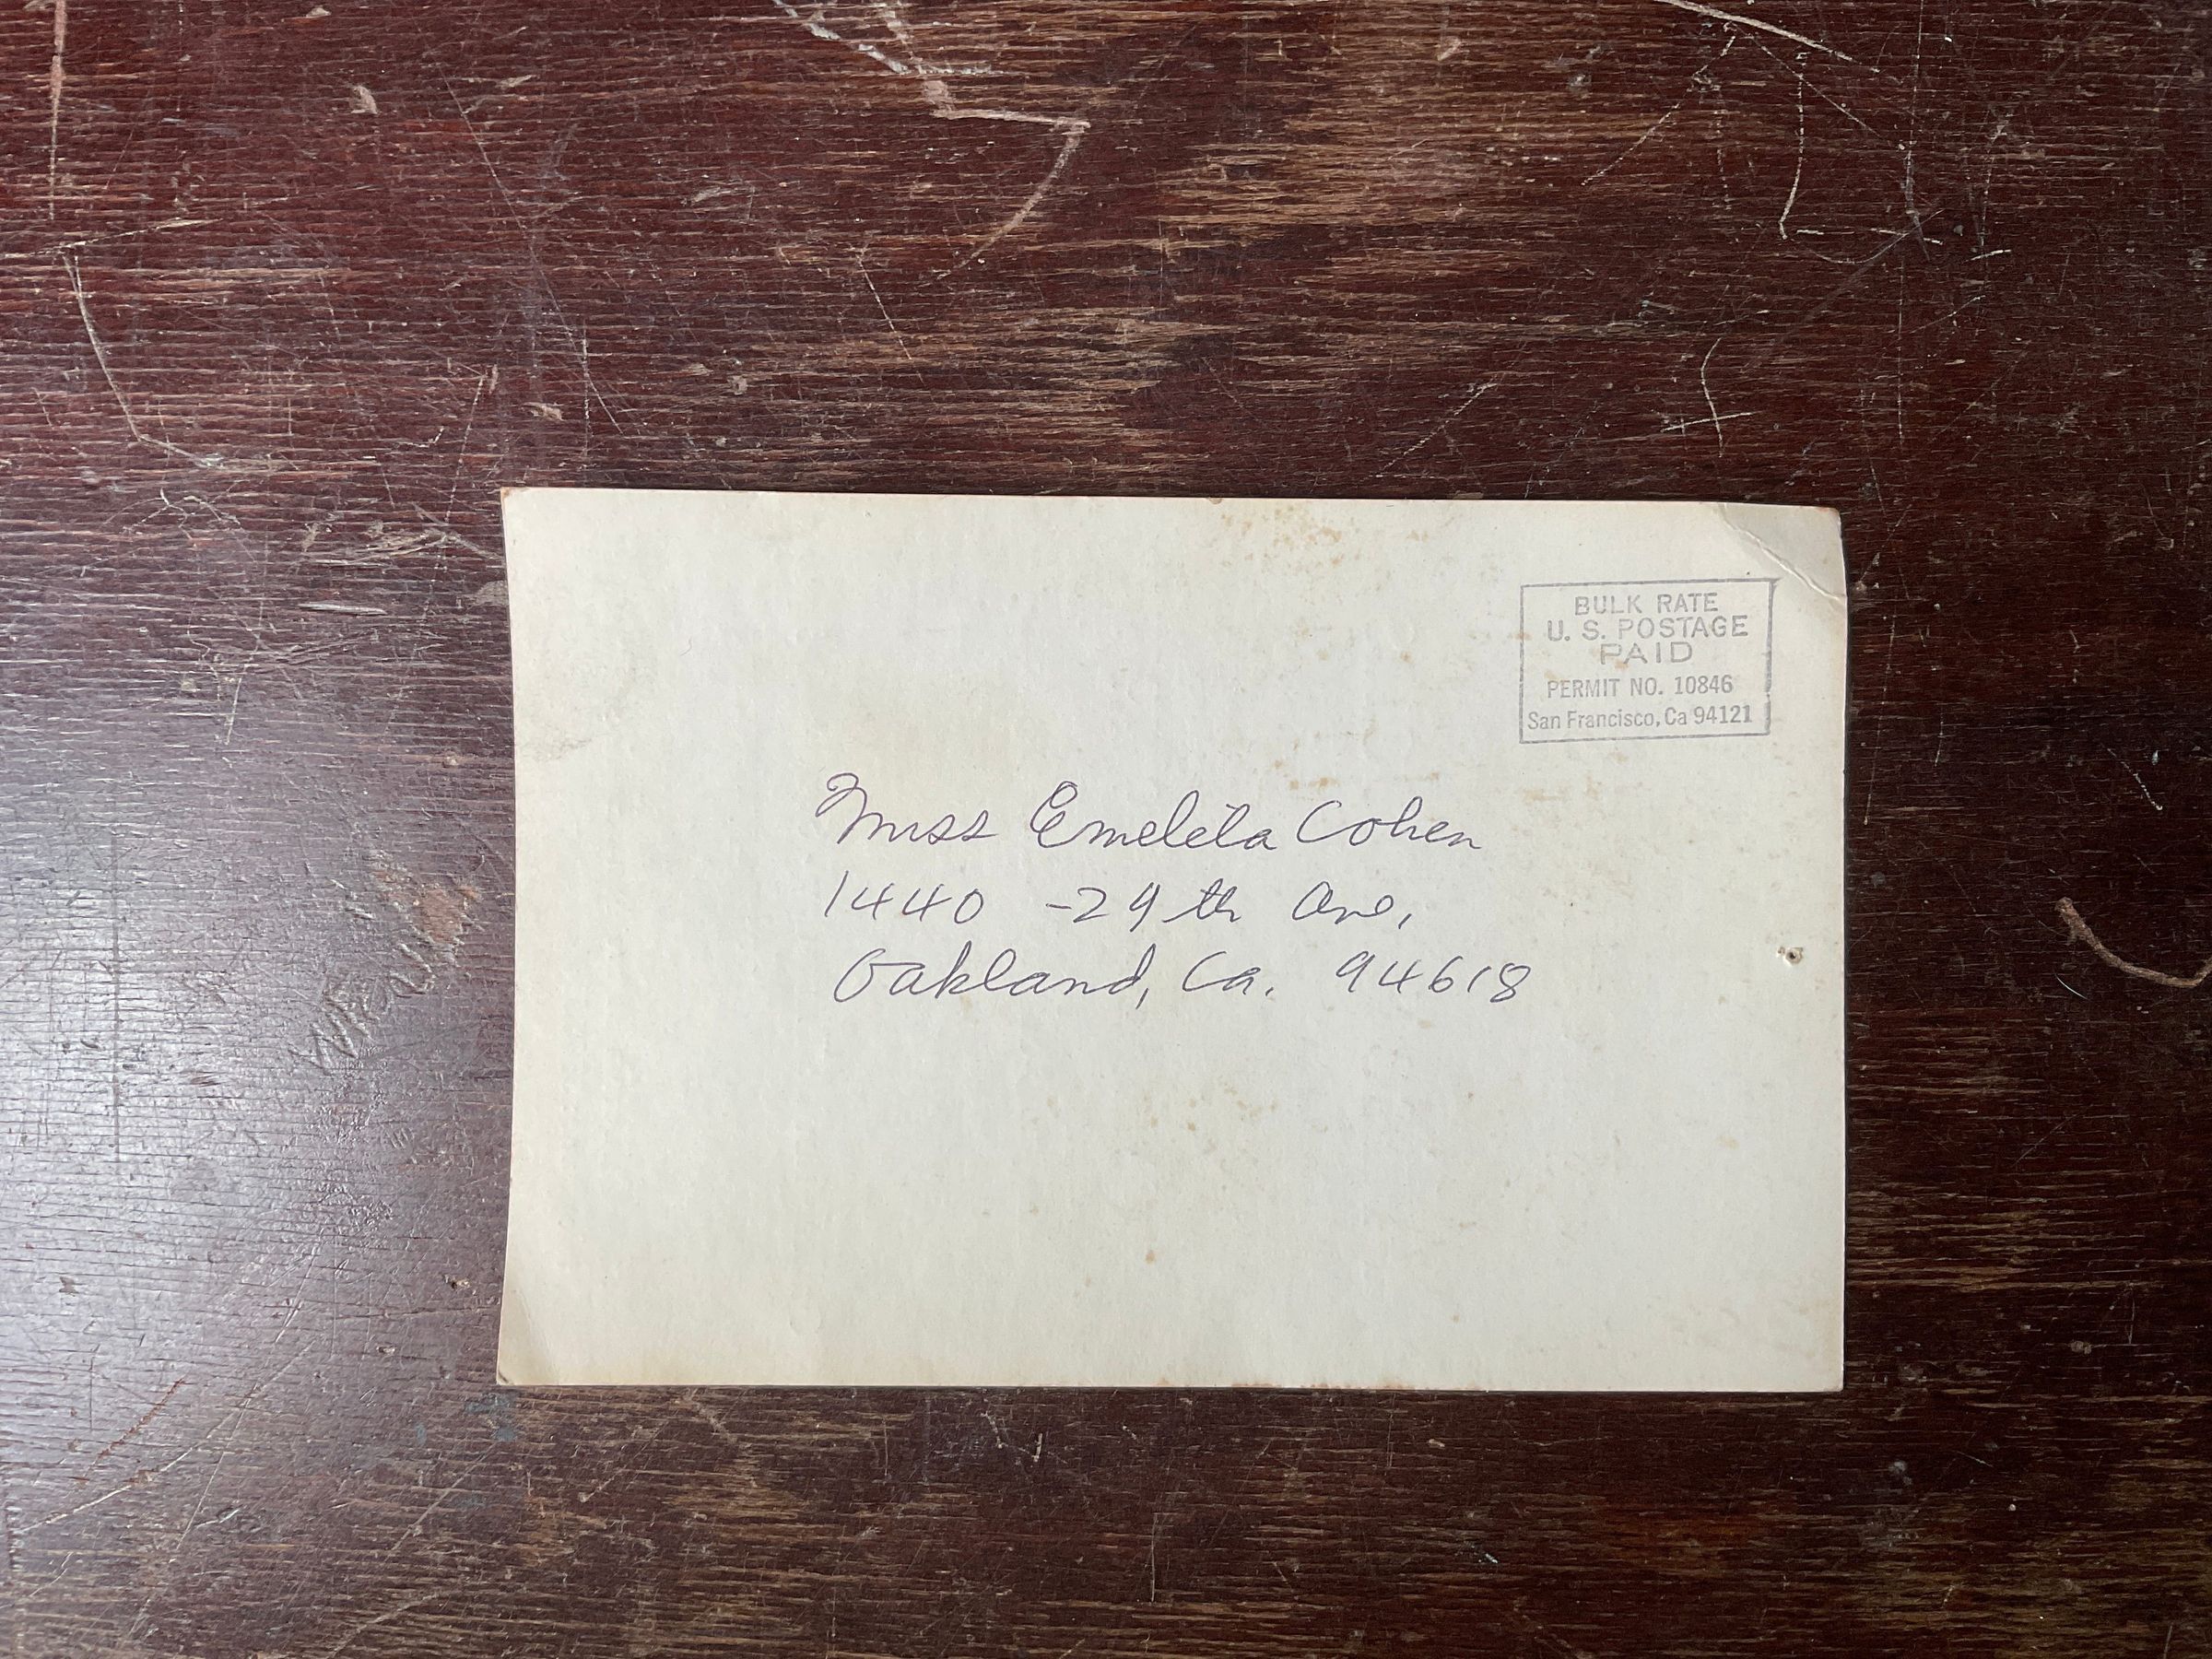 BULK RATE
U. S. POSTAGE
PAID
PERMIT NO. 10846
San Francisco, Ca 94121
Miss Emelita Cohen
1440 -29th Ave,
Oakland, Ca. 94618